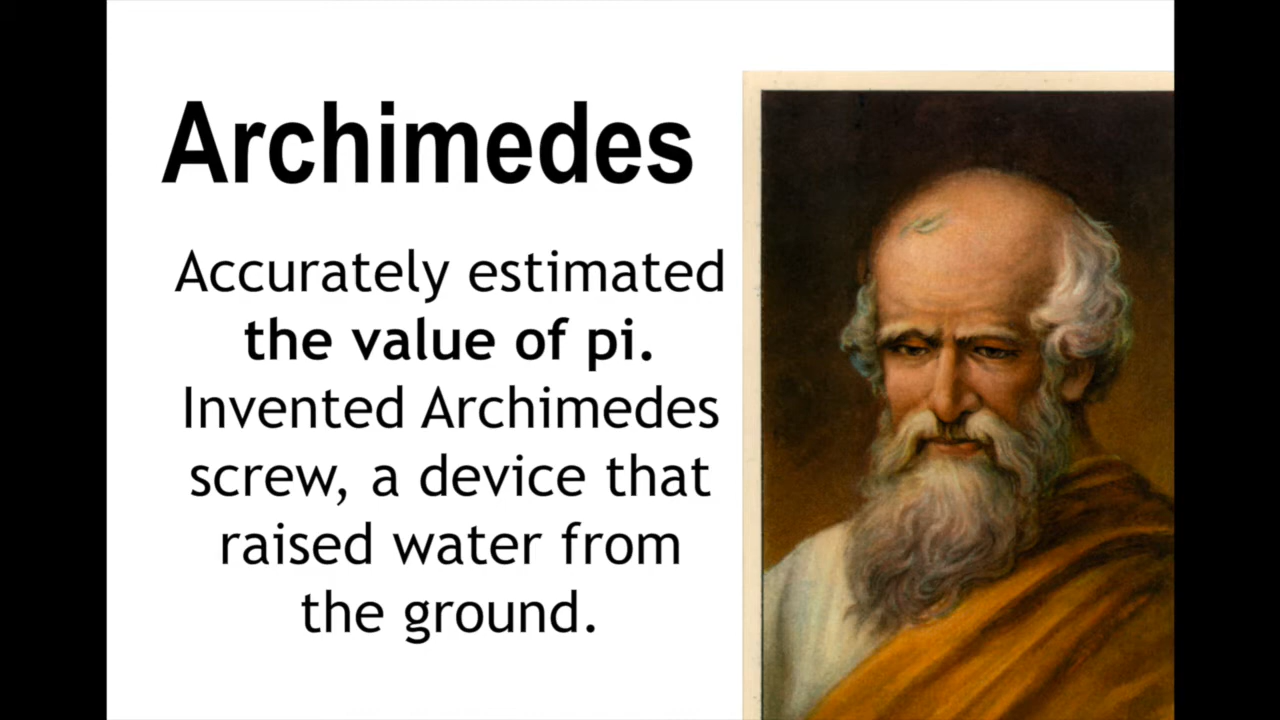 Archimedes
Accurately estimated
the value of pi.
Invented Archimedes
screw, a device that
raised water from
the ground.